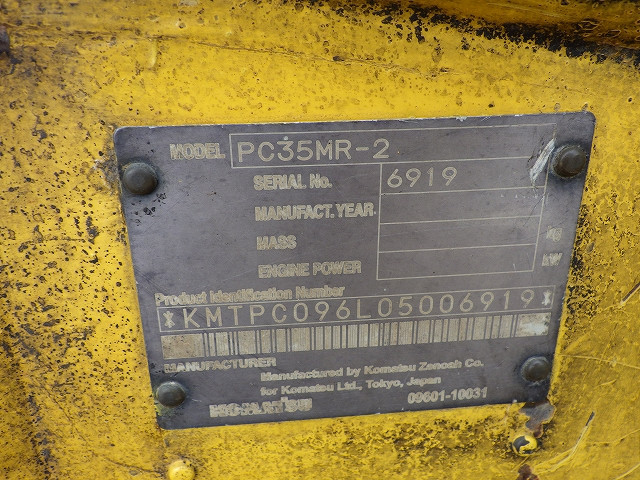 MODEL PC35MR-2
SERIAL No. 6919
MANUFACT. YEAR
MASS kg
ENGINE POWER kW
Product Identification Number
*KMTPC096L05006919*
MANUFACTURER
Manufactured by Komatsu Zenoah Co.
for Komatsu Ltd., Tokyo, Japan
KOMATSU 09601-10031